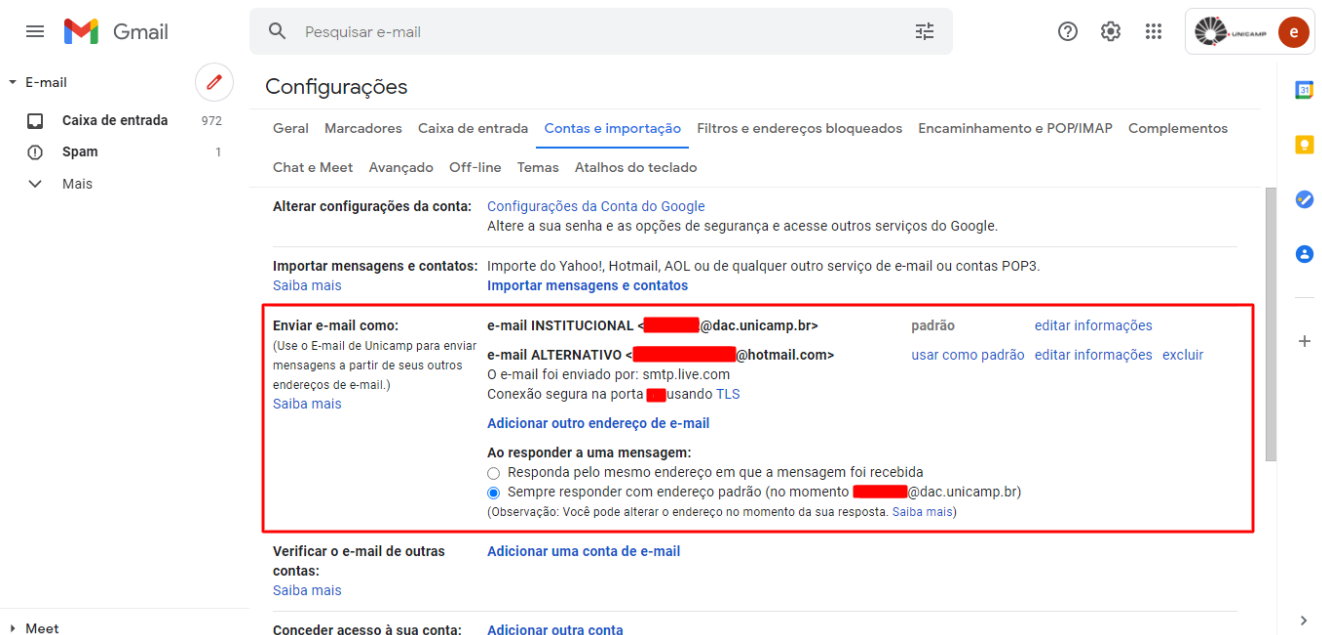 Gmail
Pesquisar e-mail
UNICAMP
e
E-mail
Caixa de entrada 972
Spam 1
Mais
Meet
Configurações
Geral Marcadores Caixa de entrada Contas e importação Filtros e endereços bloqueados Encaminhamento e POP/IMAP Complementos
Chat e Meet Avançado Off-line Temas Atalhos do teclado
Alterar configurações da conta: Configurações da Conta do Google
Altere a sua senha e as opções de segurança e acesse outros serviços do Google.
Importar mensagens e contatos: Importe do Yahoo!, Hotmail, AOL ou de qualquer outro serviço de e-mail ou contas POP3.
Saiba mais Importar mensagens e contatos
Enviar e-mail como:
(Use o E-mail de Unicamp para enviar
mensagens a partir de seus outros
endereços de e-mail.)
Saiba mais
e-mail INSTITUCIONAL < @dac.unicamp.br> padrão editar informações
e-mail ALTERNATIVO < @hotmail.com> usar como padrão editar informações excluir
O e-mail foi enviado por: smtp.live.com
Conexão segura na porta usando TLS
Adicionar outro endereço de e-mail
Ao responder a uma mensagem:
Responda pelo mesmo endereço em que a mensagem foi recebida
Sempre responder com endereço padrão (no momento @dac.unicamp.br)
(Observação: Você pode alterar o endereço no momento da sua resposta. Saiba mais)
Verificar o e-mail de outras
contas:
Saiba mais
Adicionar uma conta de e-mail
Conceder acesso à sua conta: Adicionar outra conta
31